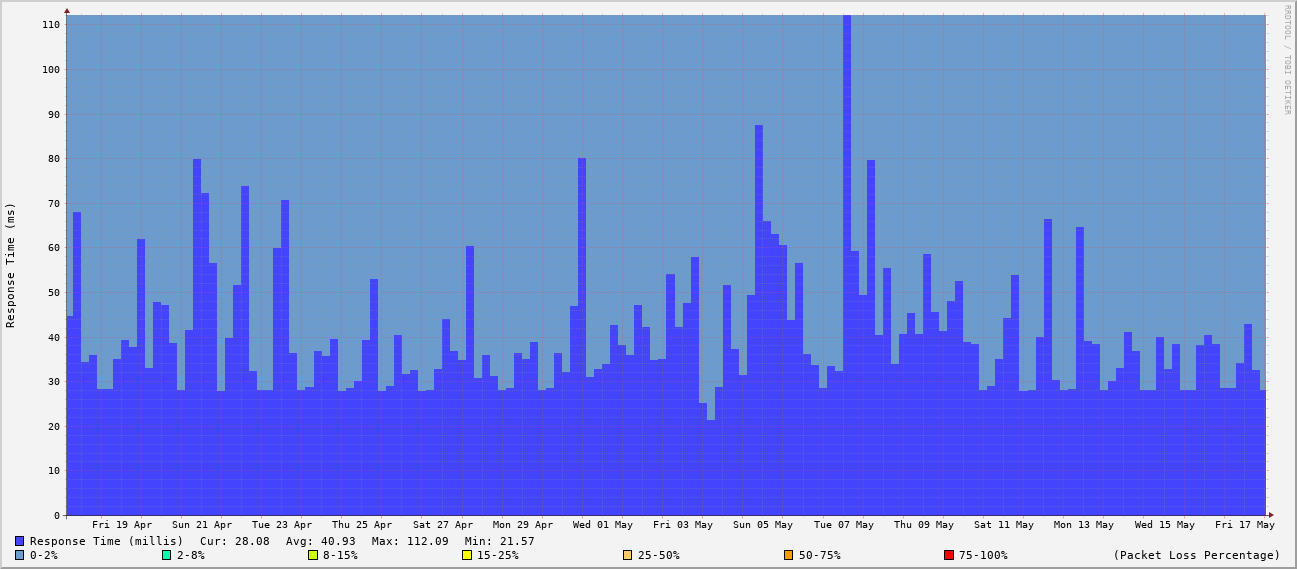 RRDTOOL / TOBI OETIKER
Response Time (ms)
110
100
90
80
70
60
50
40
30
20
10
0
Fri 19 Apr Sun 21 Apr Tue 23 Apr Thu 25 Apr Sat 27 Apr Mon 29 Apr Wed 01 May Fri 03 May Sun 05 May Tue 07 May Thu 09 May Sat 11 May Mon 13 May Wed 15 May Fri 17 May
Response Time (millis) Cur: 28.08 Avg: 40.93 Max: 112.09 Min: 21.57
0-2% 2-8% 8-15% 15-25% 25-50% 50-75% 75-100% (Packet Loss Percentage)